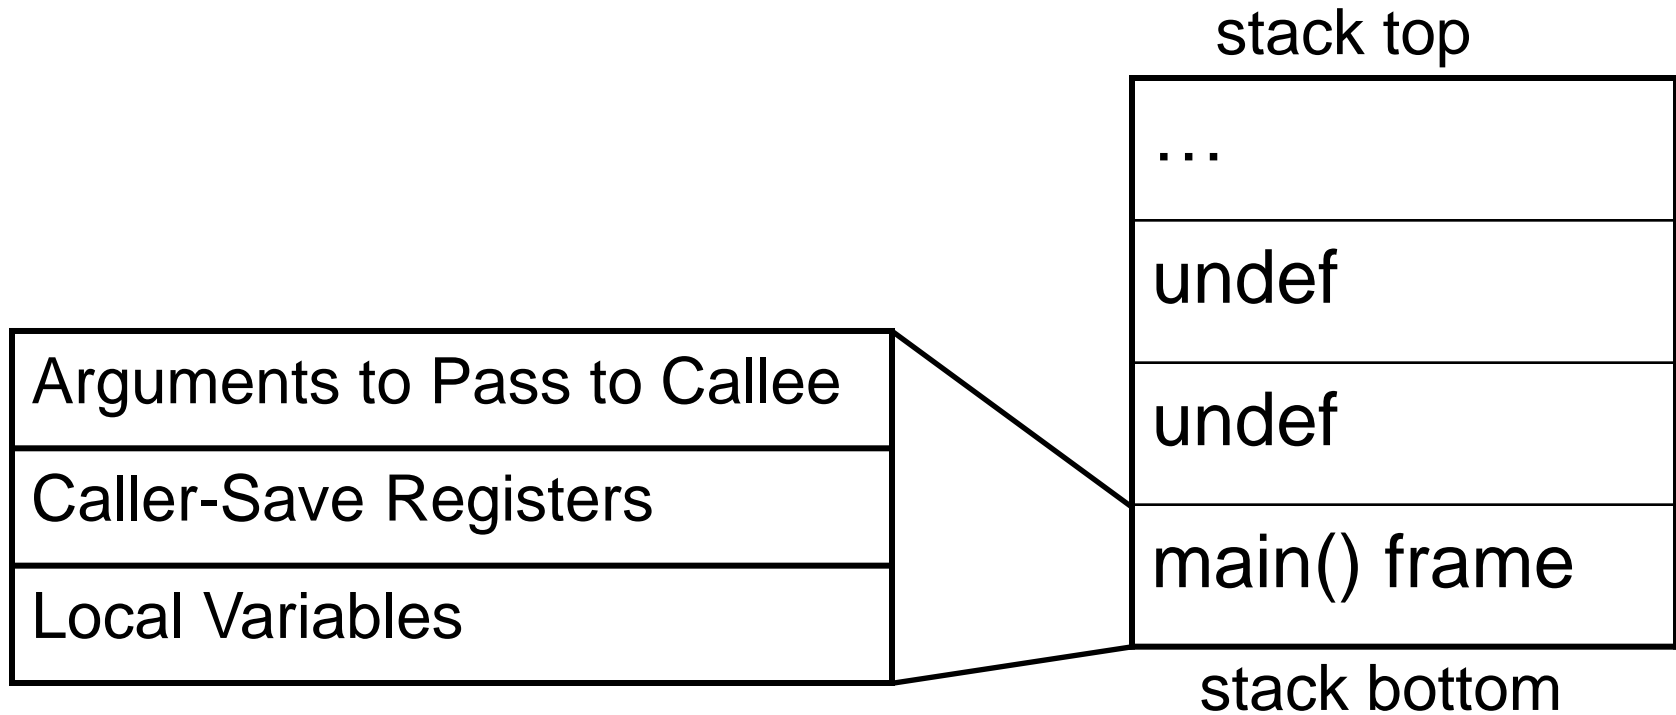 stack top
…
undef
undef
main() frame
stack bottom
Arguments to Pass to Callee
Caller-Save Registers
Local Variables